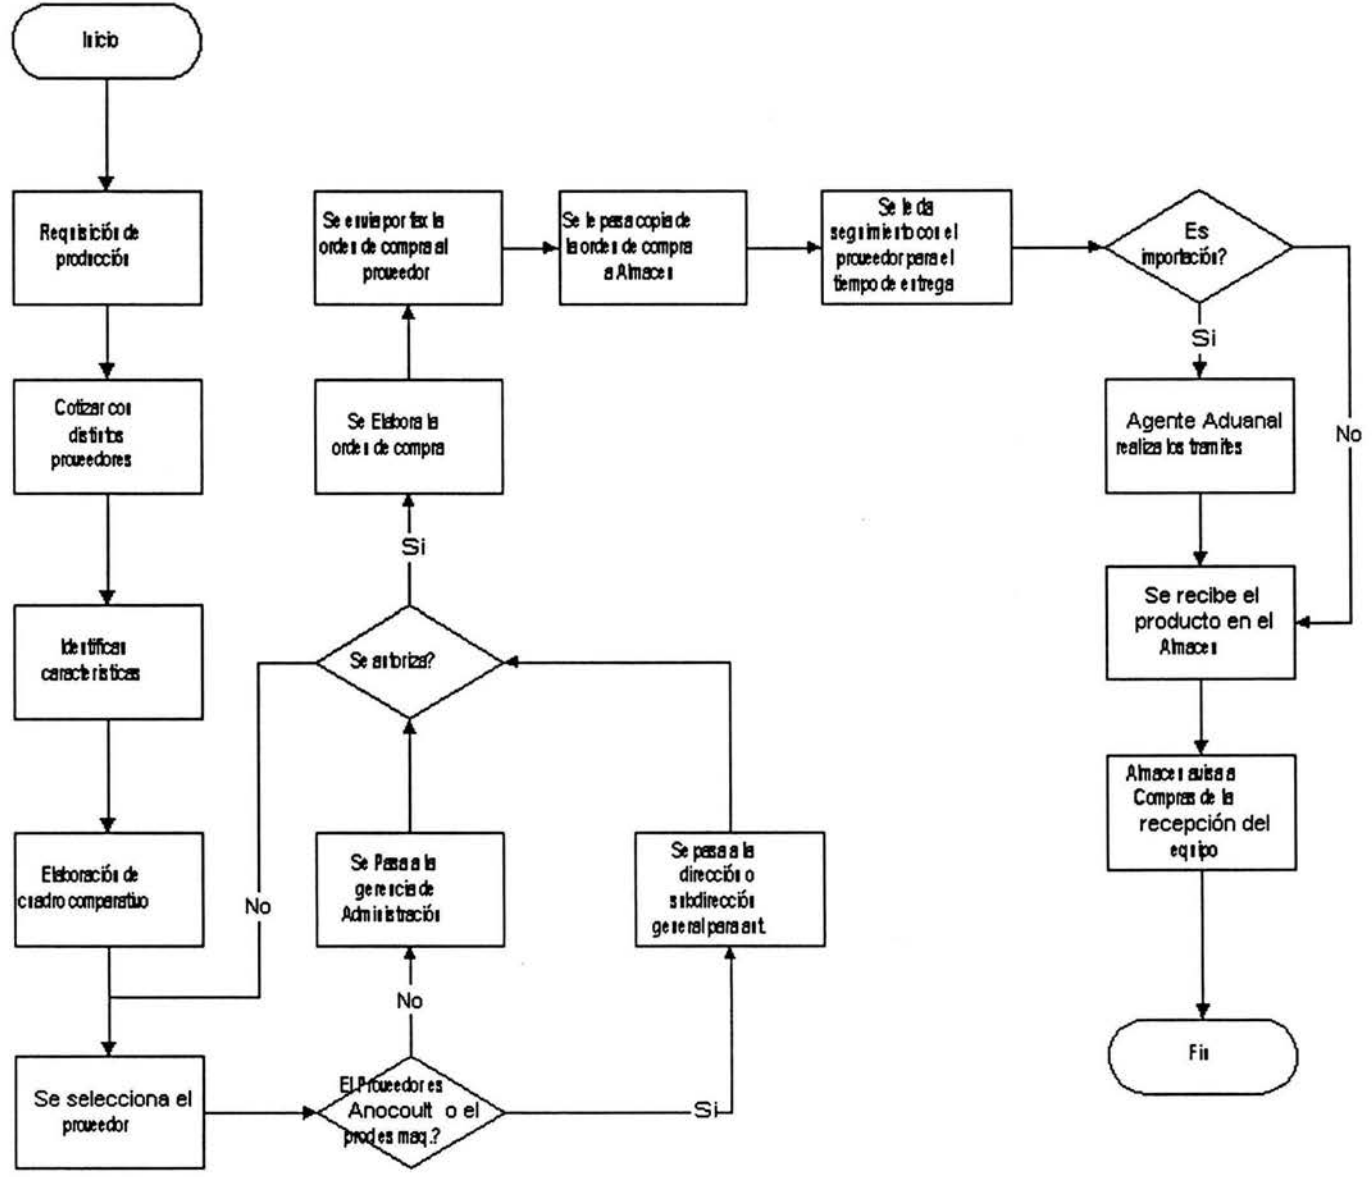 Inicio
Requisición de
producción
Cotizar con
distintos
proveedores
Identificar
características
Elaboración de
cuadro comparativo
Se selecciona el
proveedor
El Proveedor es
Anocoult o el
prod es maq.?
No
Si
Se Pasa a la
gerencia de
Administración
Se pasa a la
dirección o
subdirección
general para aut.
Se autoriza?
No
Si
Se Elabora la
orden de compra
Se envia por fax la
orden de compra al
proveedor
Se le pasa copia de
la orden de compra
a Almacen
Se le da
seguimiento con el
proveedor para el
tiempo de entrega
Es
importación?
Si
No
Agente Aduanal
realiza los tramites
Se recibe el
producto en el
Almacen
Almacen avisa a
Compras de la
recepción del
equipo
Fin